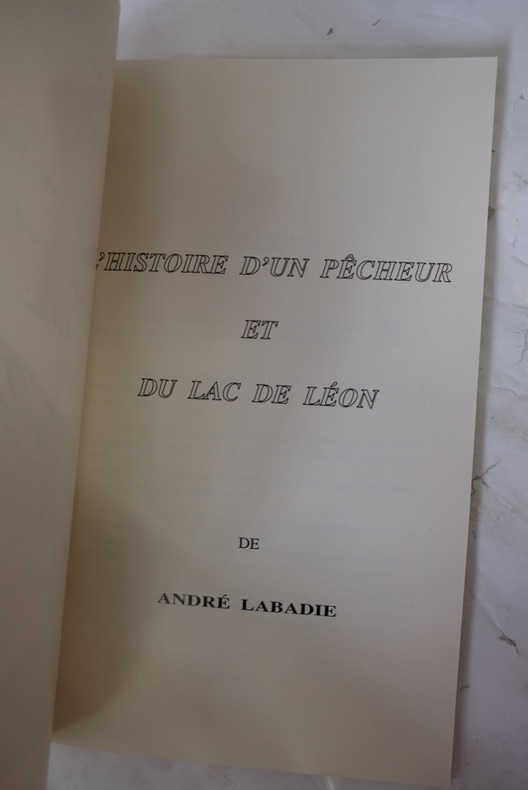 L'HISTOIRE D'UN PÊCHEUR
ET
DU LAC DE LÉON
DE
ANDRÉ LABADIE